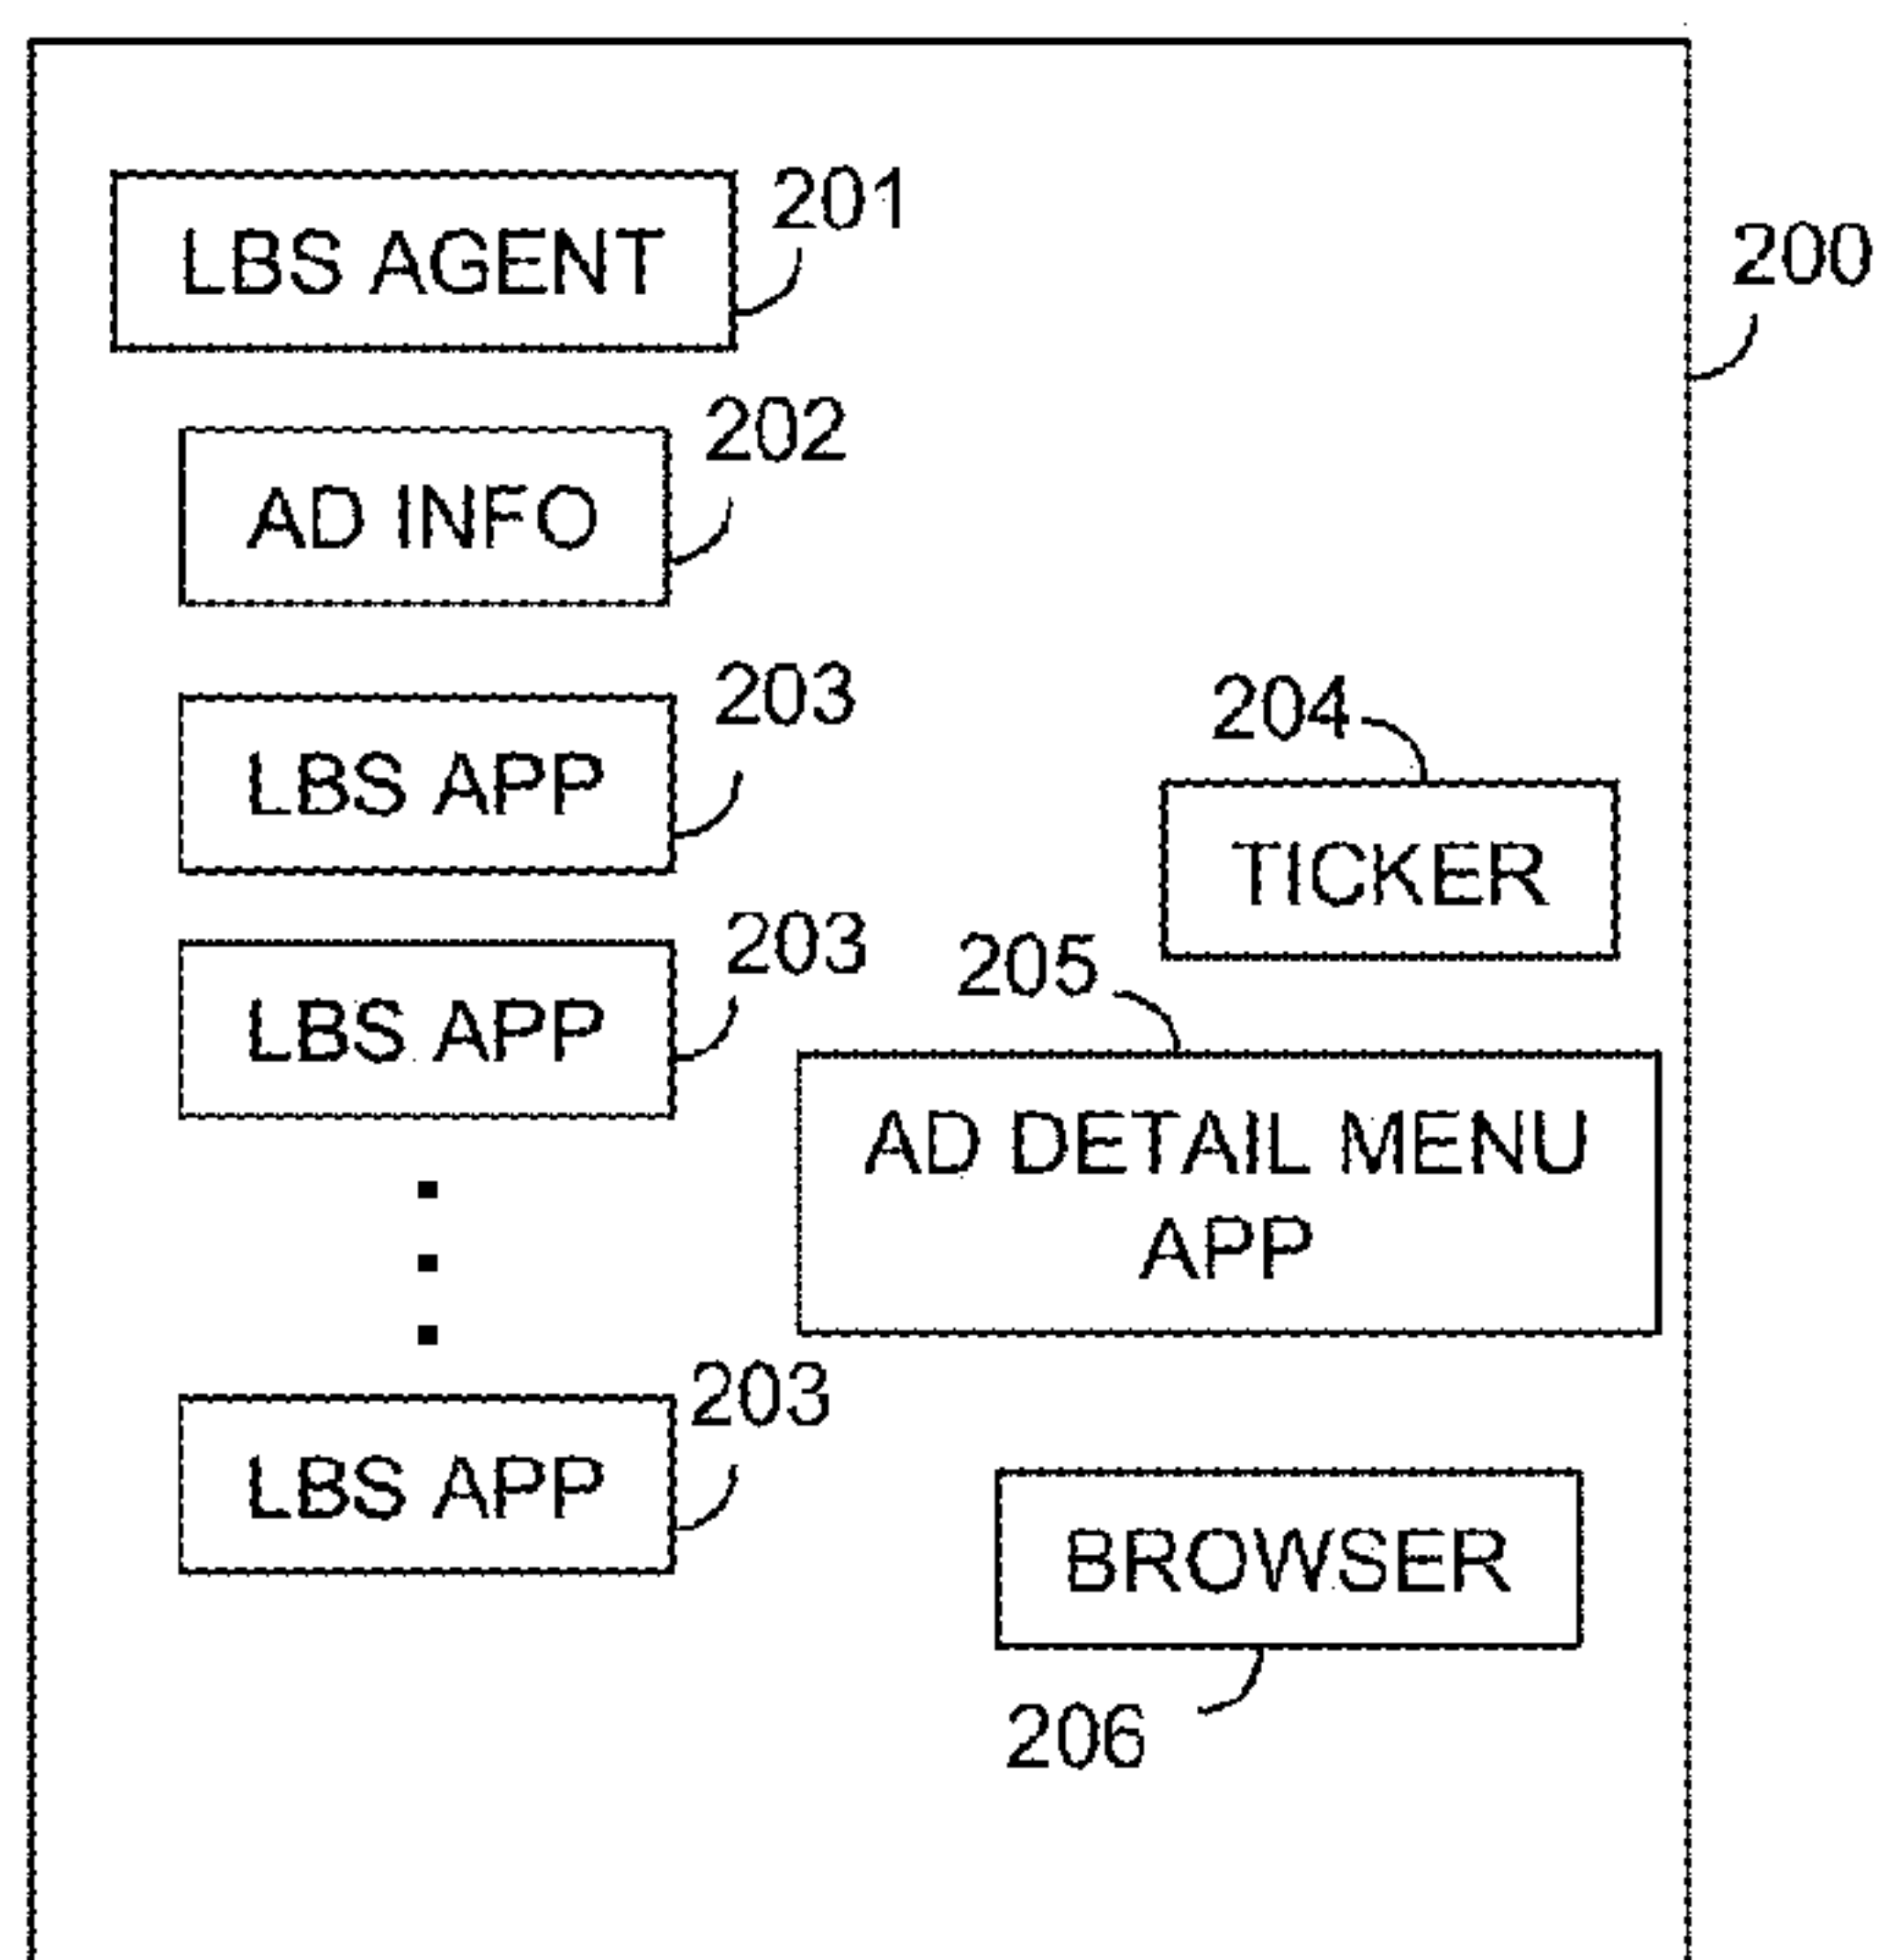 201
LBS AGENT
200
202
AD INFO
203
LBS APP
204
TICKER
203
LBS APP
205
AD DETAIL MENU
APP
203
LBS APP
BROWSER
206